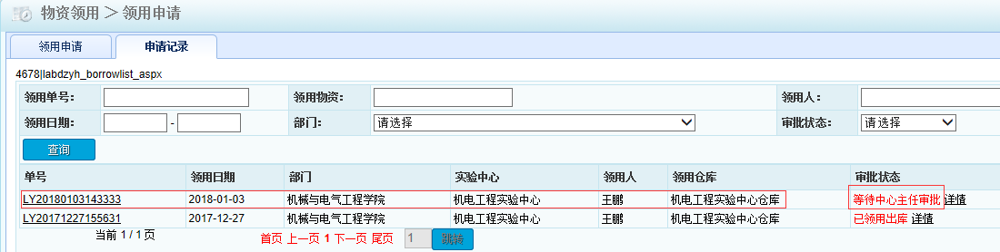 物资领用 > 领用申请
领用申请 申请记录
4678|labdzyh_borrowlist_aspx
领用单号: 领用物资: 领用人:
领用日期: - 部门: 请选择 审批状态: 请选择
查询
单号 领用日期 部门 实验中心 领用人 领用仓库 审批状态
LY20180103143333 2018-01-03 机械与电气工程学院 机电工程实验中心 王鹏 机电工程实验中心仓库 等待中心主任审批 详情
LY20171227155631 2017-12-27 机械与电气工程学院 机电工程实验中心 王鹏 机电工程实验中心仓库 已领用出库 详情
当前 1 / 1 页 首页 上一页 1 下一页 尾页 1 跳转